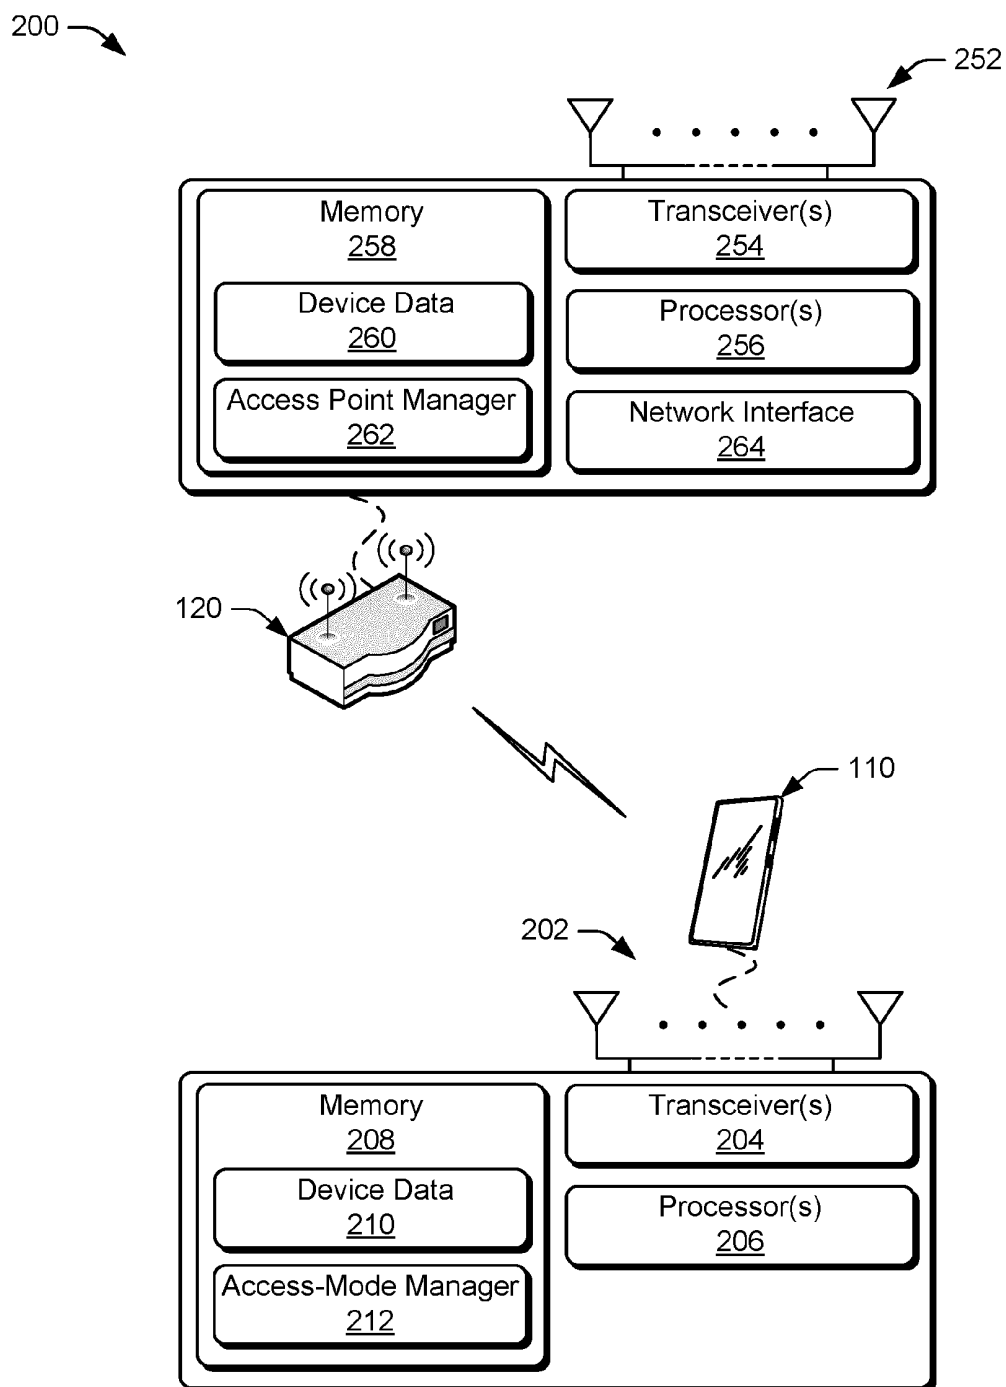 200
252
Memory
258
Device Data
260
Access Point Manager
262
Transceiver(s)
254
Processor(s)
256
Network Interface
264
120
110
202
Memory
208
Device Data
210
Access-Mode Manager
212
Transceiver(s)
204
Processor(s)
206